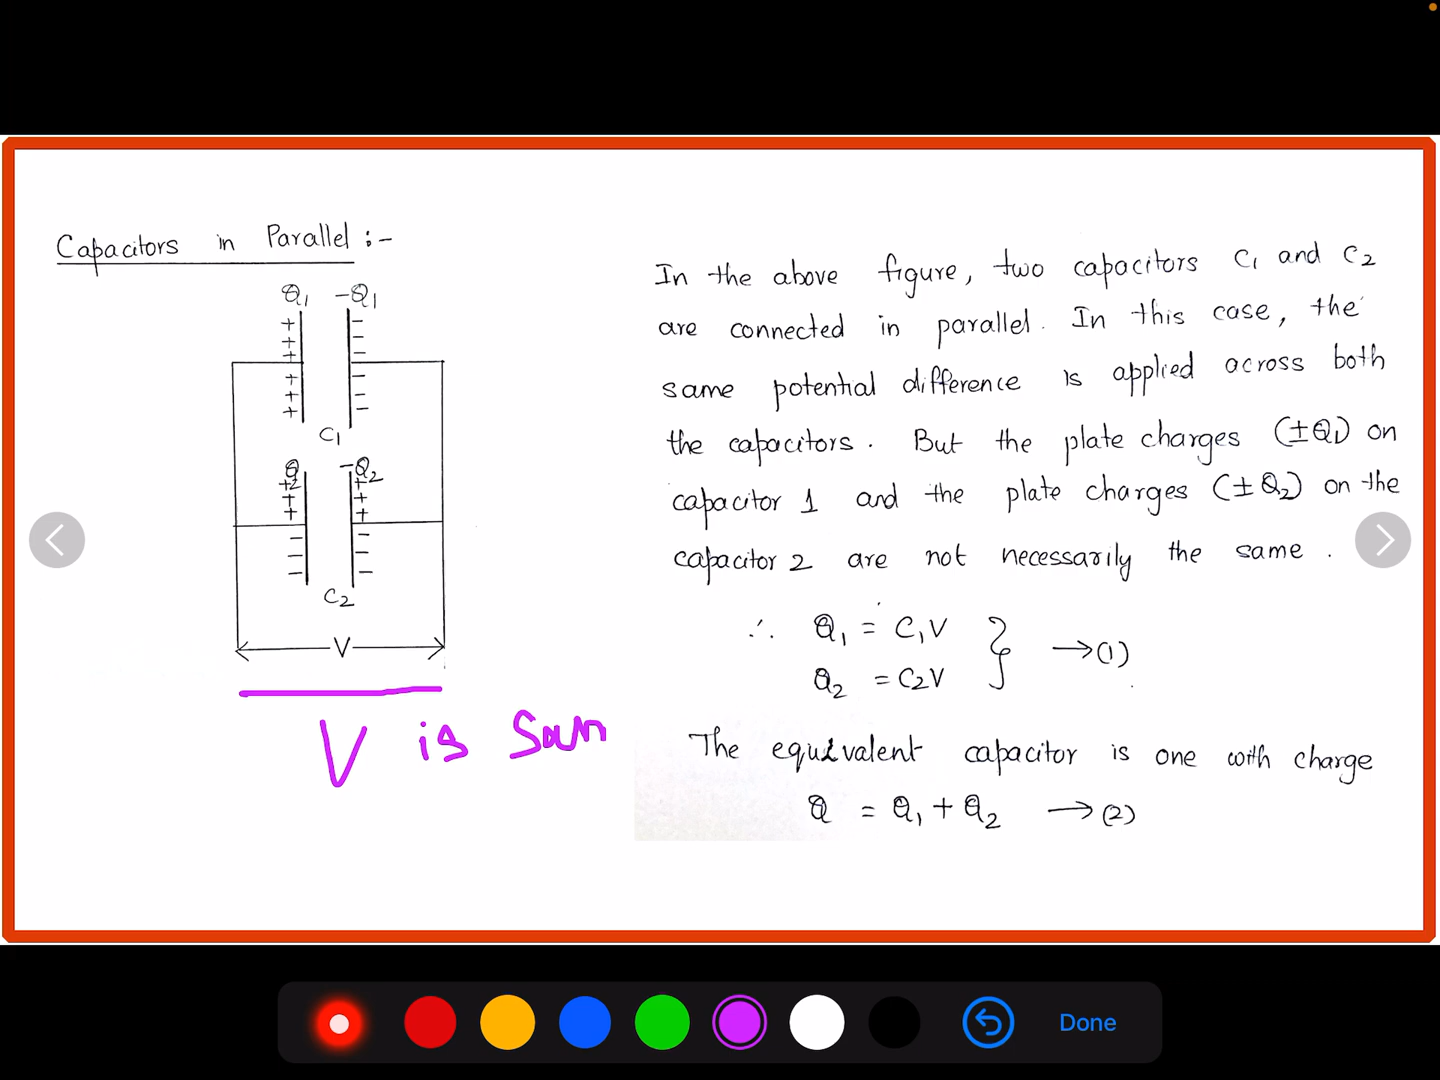 Capacitors in Parallel :-
Q₁ -Q₁
C₁
Q₂ -Q₂
C₂
V
V is Sam
In the above figure, two capacitors C₁ and C₂
are connected in parallel. In this case, the
same potential difference is applied across both
the capacitors. But the plate charges (±Q₁) on
capacitor 1 and the plate charges (±Q₂) on the
capacitor 2 are not necessarily the same.
∴ Q₁ = C₁V
Q₂ = C₂V } → (1)
The equivalent capacitor is one with charge
Q = Q₁ + Q₂ → (2)
Done